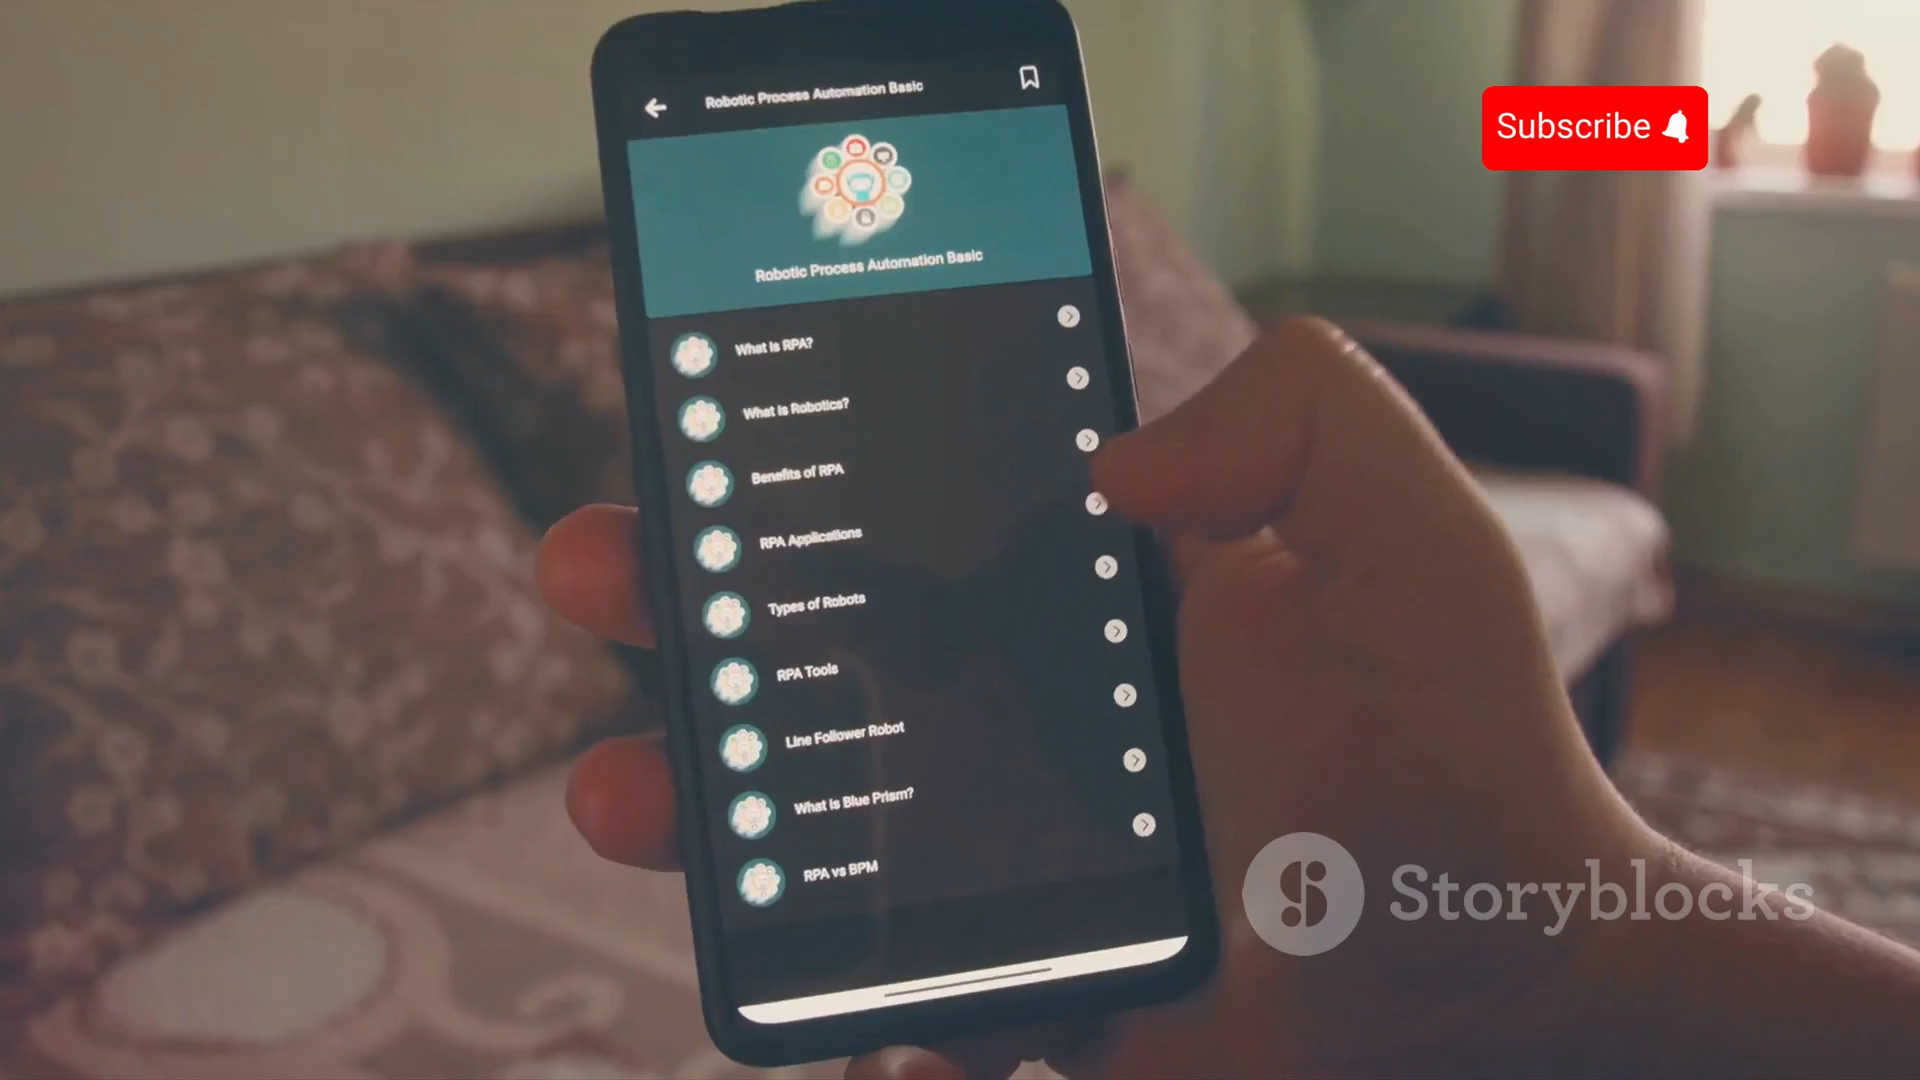 Robotic Process Automation Basic
Subscribe
Robotic Process Automation Basic
What is RPA?
What is Robotics?
Benefits of RPA
RPA Applications
Types of Robots
RPA Tools
Line Follower Robot
What is Blue Prism?
RPA vs BPM
Storyblocks